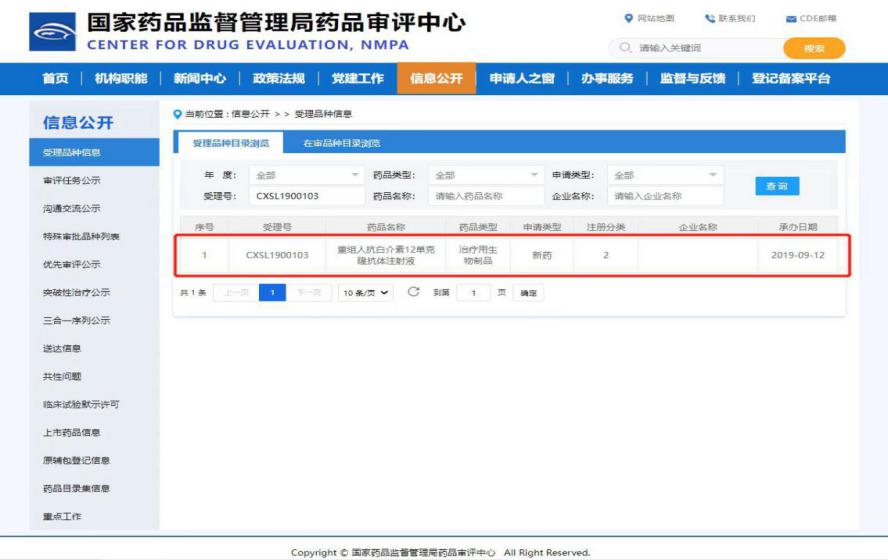 国家药品监督管理局药品审评中心
CENTER FOR DRUG EVALUATION, NMPA
网站地图 联系我们 CDE邮箱
请输入关键词 搜索
首页 机构职能 新闻中心 政策法规 党建工作 信息公开 申请人之窗 办事服务 监督与反馈 登记备案平台
信息公开
受理品种信息
审评任务公示
沟通交流公示
特殊审批品种列表
优先审评公示
突破性治疗公示
三合一序列公示
送达信息
共性问题
临床试验默示许可
上市药品信息
原辅包登记信息
药品目录集信息
重点工作
当前位置：信息公开 > > 受理品种信息
受理品种目录浏览 在审品种目录浏览
年 度： 全部 药品类型： 全部 申请类型： 全部
受理号： CXSL1900103 药品名称： 请输入药品名称 企业名称： 请输入企业名称
查询
序号 受理号 药品名称 药品类型 申请类型 注册分类 企业名称 承办日期
1 CXSL1900103 重组人抗白介素12单克隆抗体注射液 治疗用生物制品 新药 2 2019-09-12
共 1 条 上一页 1 下一页 10 条/页 到第 1 页 确定
Copyright © 国家药品监督管理局药品审评中心 All Right Reserved.